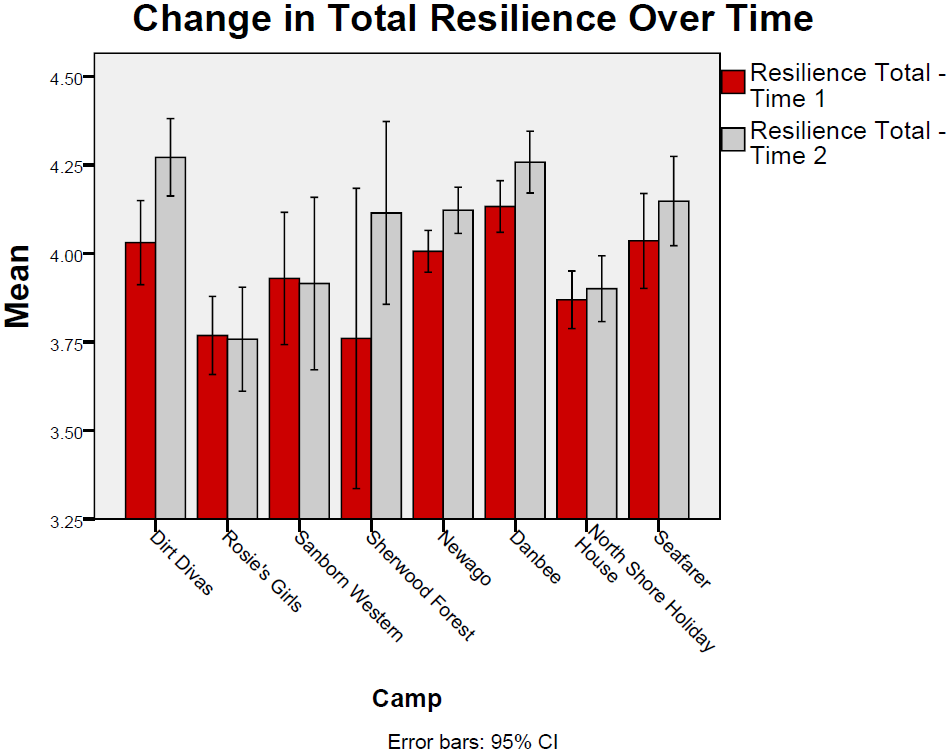 Change in Total Resilience Over Time
Resilience Total -
Time 1
Resilience Total -
Time 2
Mean
4.50
4.25
4.00
3.75
3.50
3.25
Dirt Divas
Rosie's Girls
Sanborn Western
Sherwood Forest
Newago
Danbee
North Shore Holiday
House
Seafarer
Camp
Error bars: 95% CI